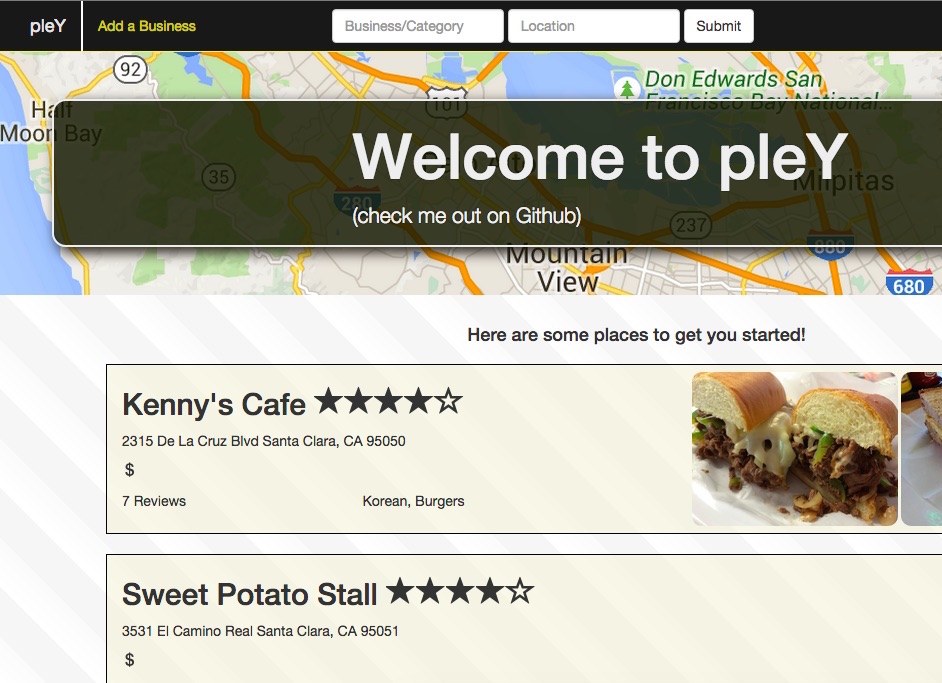 pleY
Add a Business
Business/Category
Location
Submit
92
101
Don Edwards San
Francisco Bay National...
Half
Moon Bay
Welcome to pleY
35
280
Milpitas
(check me out on Github)
237
880
Mountain
View
680
Here are some places to get you started!
Kenny's Cafe ★★★★☆
2315 De La Cruz Blvd Santa Clara, CA 95050
$
7 Reviews
Korean, Burgers
Sweet Potato Stall ★★★★☆
3531 El Camino Real Santa Clara, CA 95051
$